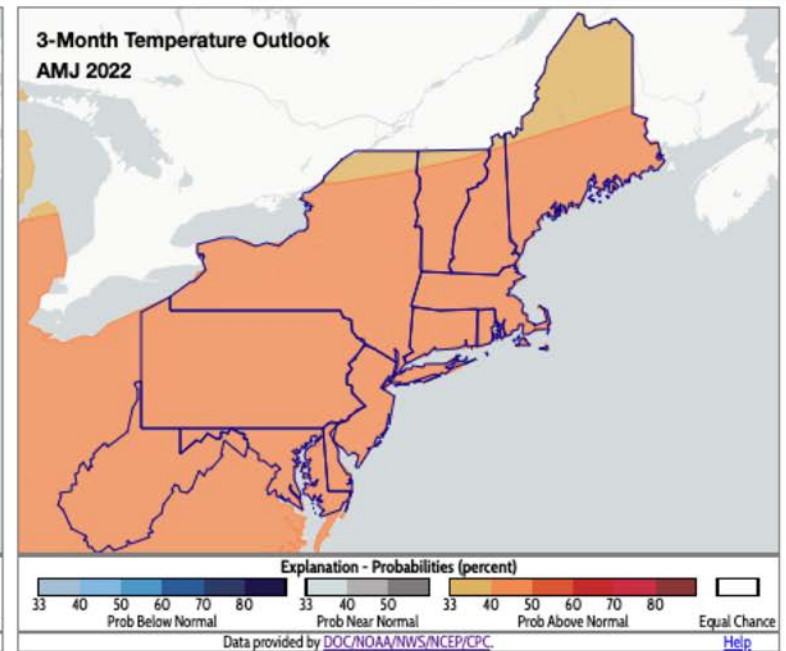 3-Month Temperature Outlook
AMJ 2022
Explanation - Probabilities (percent)
33 40 50 60 70 80 33 40 50 33 40 50 60 70 80
Prob Below Normal Prob Near Normal Prob Above Normal Equal Chance
Data provided by DOC/NOAA/NWS/NCEP/CPC. Help